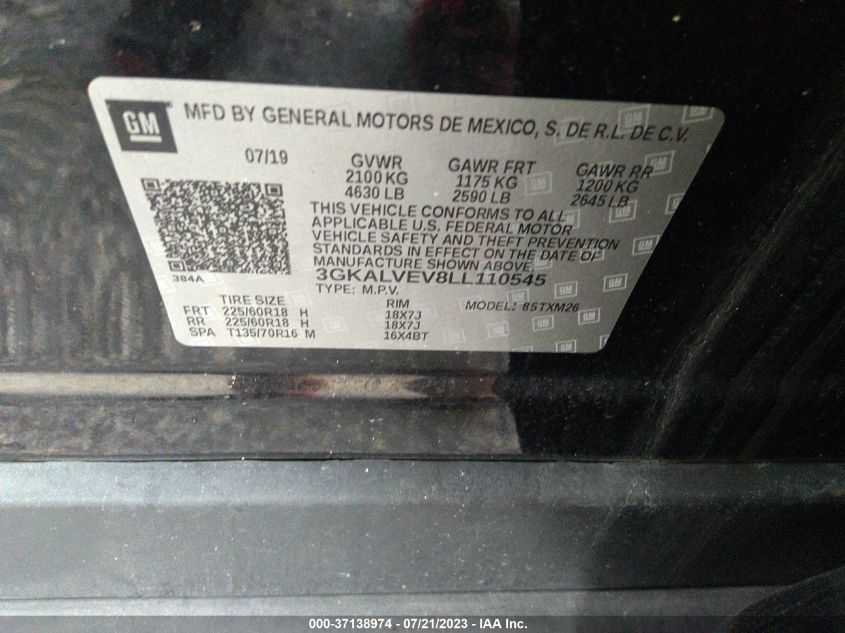 GM
MFD BY GENERAL MOTORS DE MEXICO, S. DE R.L. DE C.V.
07/19 GVWR GAWR FRT GAWR RR
2100 KG 1175 KG 1200 KG
4630 LB 2590 LB 2645 LB
THIS VEHICLE CONFORMS TO ALL
APPLICABLE U.S. FEDERAL MOTOR
VEHICLE SAFETY AND THEFT PREVENTION
STANDARDS IN EFFECT ON THE DATE OF
MANUFACTURE SHOWN ABOVE.
384A 3GKALVEV8LL110545
TYPE: M.P.V.
TIRE SIZE RIM MODEL: 85TXM26
FRT 225/60R18 H 18X7J
RR 225/60R18 H 18X7J
SPA T135/70R16 M 16X4BT
000-37138974 / 07/21/2023 - IAA Inc.